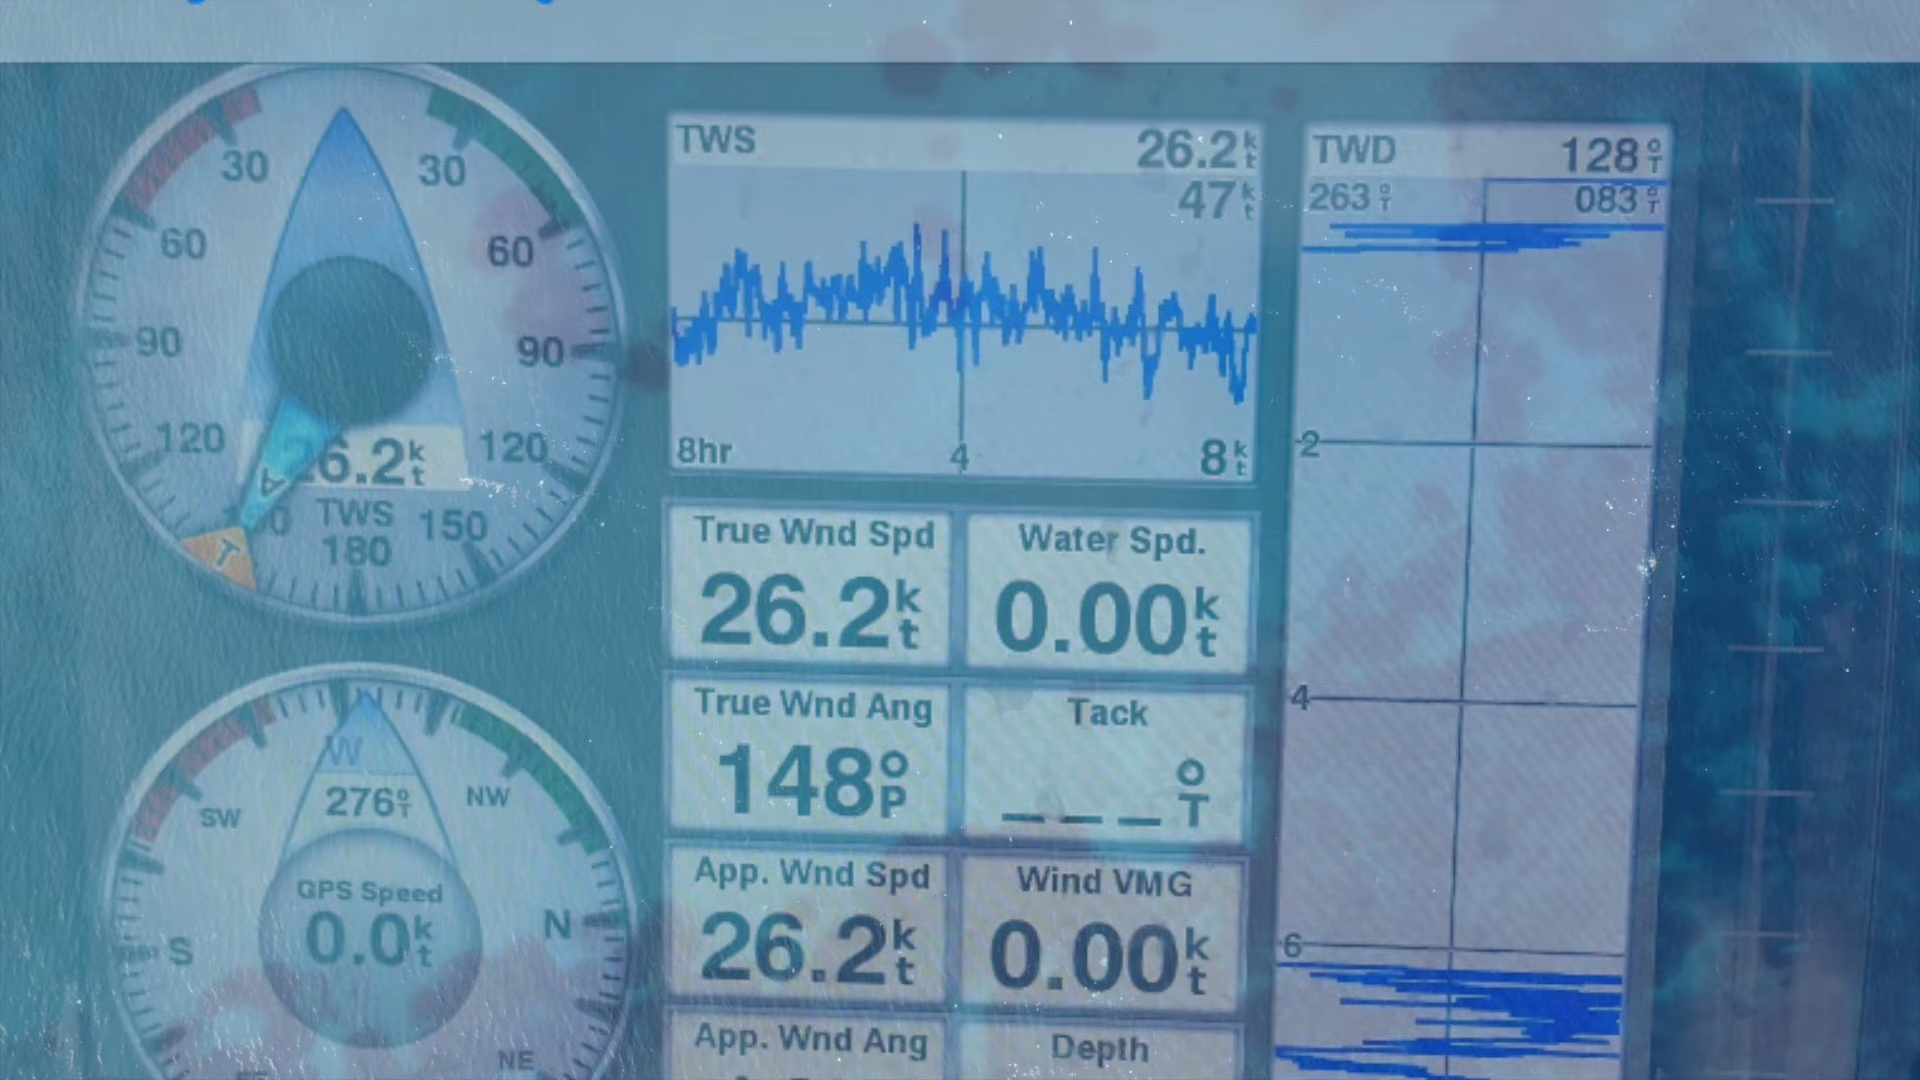 30 30
60 60
90 90
120 120
6.2kt
A
TWS 150
180
T
W
276°T
SW NW
GPS Speed
0.0kt
S N
NE
TWS 26.2kt
47kt
8hr 4 8kt
True Wnd Spd Water Spd.
26.2kt 0.00kt
True Wnd Ang Tack
148°P _ _ _ °T
App. Wnd Spd Wind VMG
26.2kt 0.00kt
App. Wnd Ang Depth
TWD 128°T
263°T 083°T
2
4
6